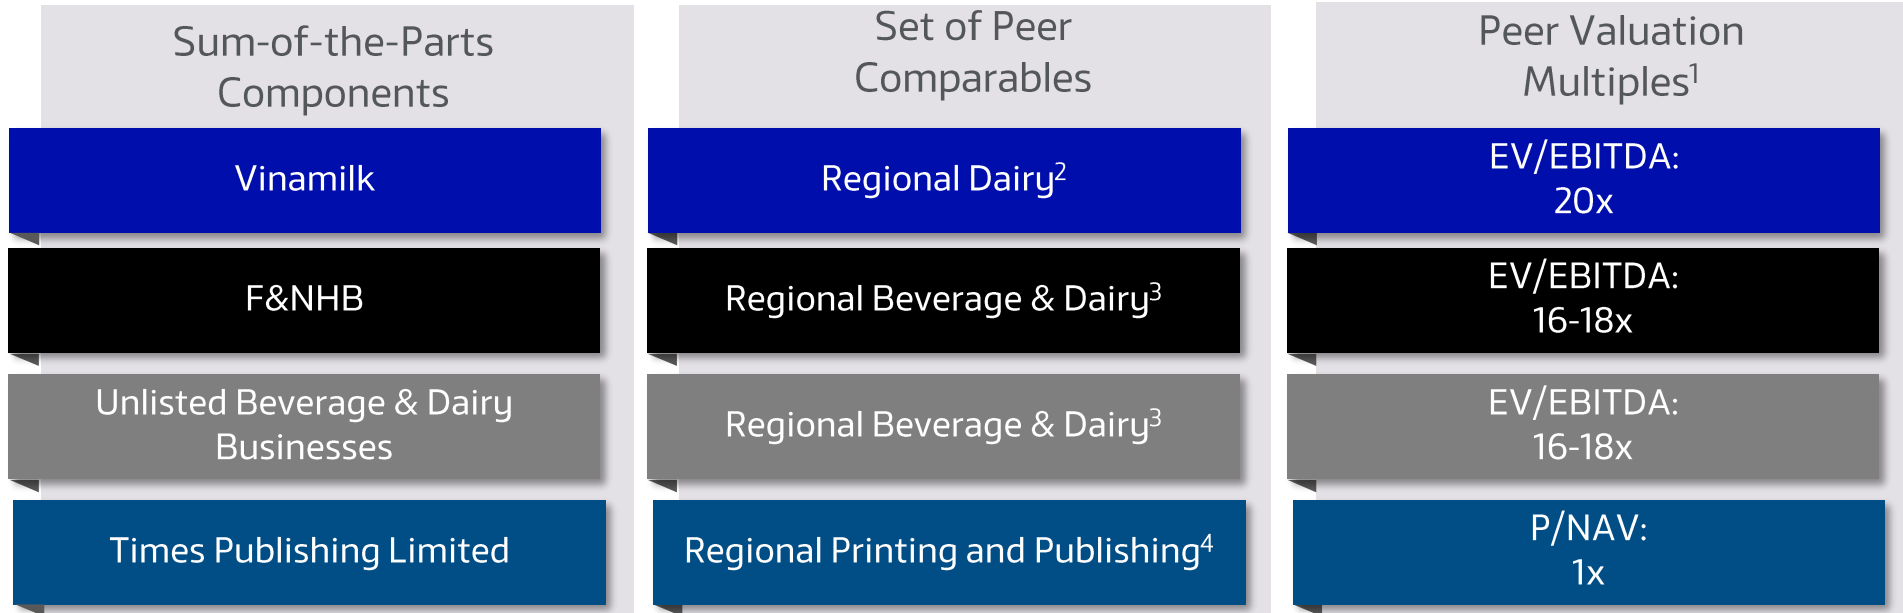 Sum-of-the-Parts
Components
Set of Peer
Comparables
Peer Valuation
Multiples¹
Vinamilk
Regional Dairy²
EV/EBITDA:
20x
F&NHB
Regional Beverage & Dairy³
EV/EBITDA:
16-18x
Unlisted Beverage & Dairy
Businesses
Regional Beverage & Dairy³
EV/EBITDA:
16-18x
Times Publishing Limited
Regional Printing and Publishing⁴
P/NAV:
1x